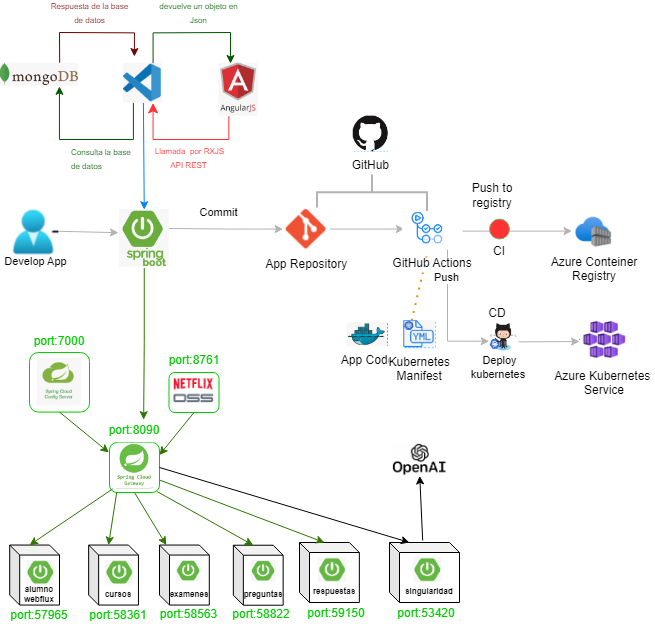 Respuesta de la base
de datos
devuelve un objeto en
Json
mongoDB
AngularJS
Consulta la base
de datos
Llamada por RXJS
API REST
GitHub
Push to
registry
Commit
Develop App
spring
boot
App Repository
GitHub Actions
Push
CI
Azure Conteiner
Registry
CD
YML
App Code
Kubernetes
Manifest
Deploy
kubernetes
Azure Kubernetes
Service
port:7000
port:8761
Spring Cloud
Config Server
NETFLIX
OSS
port:8090
Spring Cloud
Gateway
OpenAI
alumno
webflux
cursos
examenes
preguntas
respuestas
singularidad
port:57965
port:58361
port:58563
port:58822
port:59150
port:53420